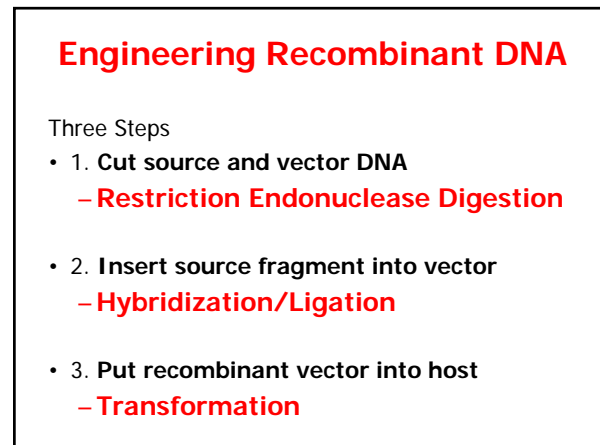 Engineering Recombinant DNA
Three Steps
• 1. Cut source and vector DNA
– Restriction Endonuclease Digestion
• 2. Insert source fragment into vector
– Hybridization/Ligation
• 3. Put recombinant vector into host
– Transformation